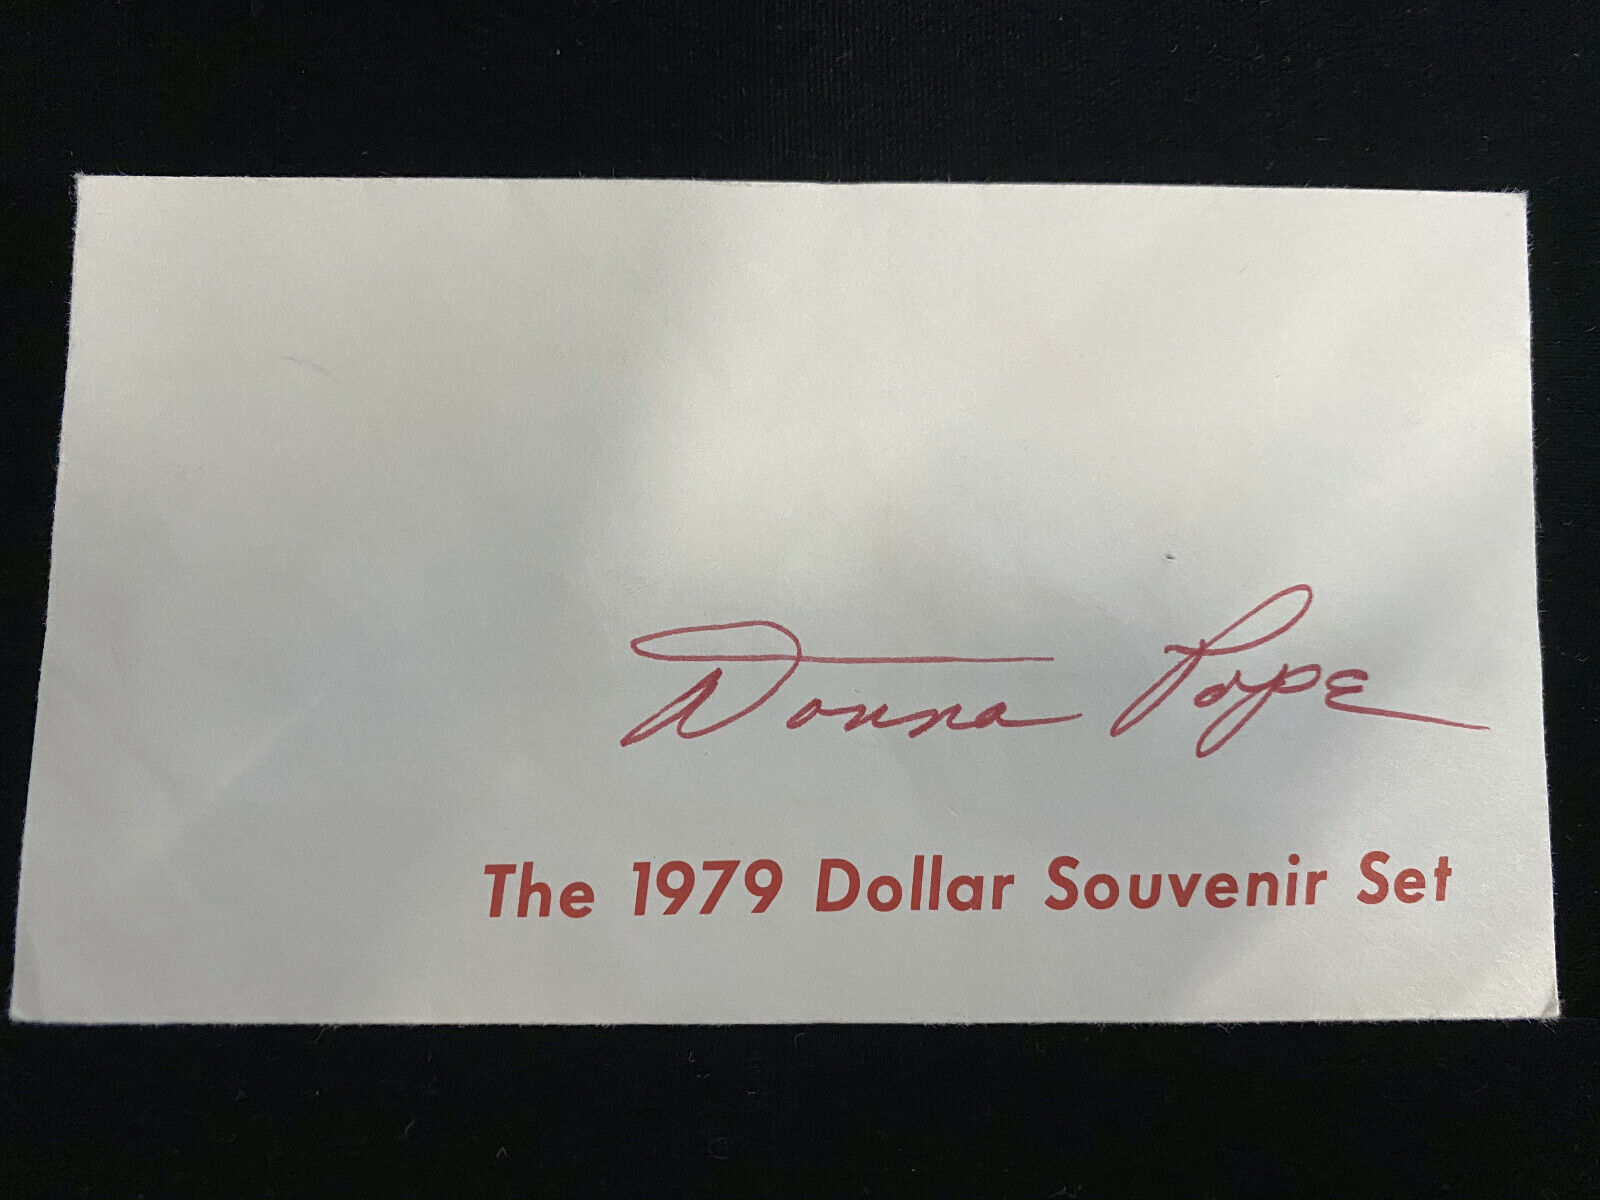 Donna Pope
The 1979 Dollar Souvenir Set